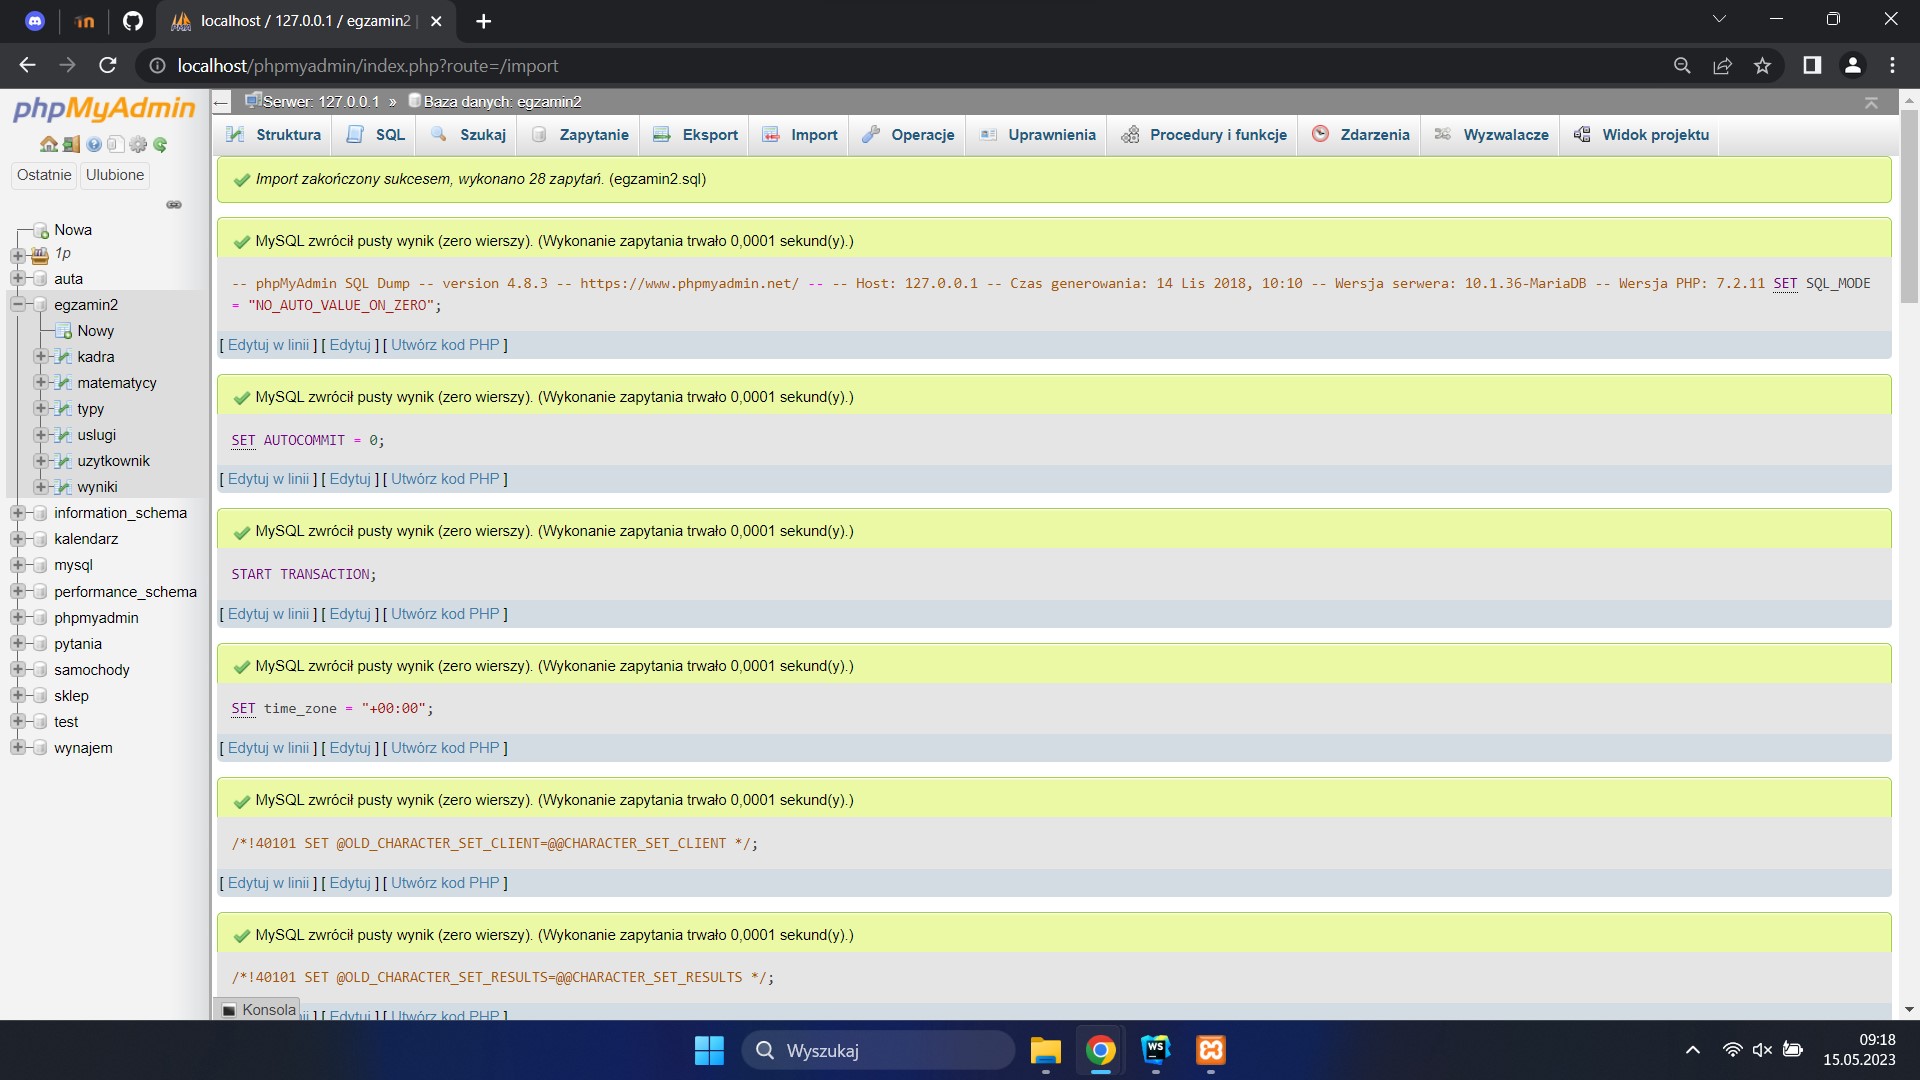 localhost / 127.0.0.1 / egzamin2 |
localhost/phpmyadmin/index.php?route=/import
phpMyAdmin
Ostatnie Ulubione
Nowa
1p
auta
egzamin2
Nowy
kadra
matematycy
typy
uslugi
uzytkownik
wyniki
information_schema
kalendarz
mysql
performance_schema
phpmyadmin
pytania
samochody
sklep
test
wynajem
Serwer: 127.0.0.1 » Baza danych: egzamin2
Struktura SQL Szukaj Zapytanie Eksport Import Operacje Uprawnienia Procedury i funkcje Zdarzenia Wyzwalacze Widok projektu
Import zakończony sukcesem, wykonano 28 zapytań. (egzamin2.sql)
MySQL zwrócił pusty wynik (zero wierszy). (Wykonanie zapytania trwało 0,0001 sekund(y).)
-- phpMyAdmin SQL Dump -- version 4.8.3 -- https://www.phpmyadmin.net/ -- -- Host: 127.0.0.1 -- Czas generowania: 14 Lis 2018, 10:10 -- Wersja serwera: 10.1.36-MariaDB -- Wersja PHP: 7.2.11 SET SQL_MODE
= "NO_AUTO_VALUE_ON_ZERO";
[ Edytuj w linii ] [ Edytuj ] [ Utwórz kod PHP ]
MySQL zwrócił pusty wynik (zero wierszy). (Wykonanie zapytania trwało 0,0001 sekund(y).)
SET AUTOCOMMIT = 0;
[ Edytuj w linii ] [ Edytuj ] [ Utwórz kod PHP ]
MySQL zwrócił pusty wynik (zero wierszy). (Wykonanie zapytania trwało 0,0001 sekund(y).)
START TRANSACTION;
[ Edytuj w linii ] [ Edytuj ] [ Utwórz kod PHP ]
MySQL zwrócił pusty wynik (zero wierszy). (Wykonanie zapytania trwało 0,0001 sekund(y).)
SET time_zone = "+00:00";
[ Edytuj w linii ] [ Edytuj ] [ Utwórz kod PHP ]
MySQL zwrócił pusty wynik (zero wierszy). (Wykonanie zapytania trwało 0,0001 sekund(y).)
/*!40101 SET @OLD_CHARACTER_SET_CLIENT=@@CHARACTER_SET_CLIENT */;
[ Edytuj w linii ] [ Edytuj ] [ Utwórz kod PHP ]
MySQL zwrócił pusty wynik (zero wierszy). (Wykonanie zapytania trwało 0,0001 sekund(y).)
/*!40101 SET @OLD_CHARACTER_SET_RESULTS=@@CHARACTER_SET_RESULTS */;
Konsola ii ] [ Edytuj ] [ Utwórz kod PHP ]
Wyszukaj
WS
09:18
15.05.2023